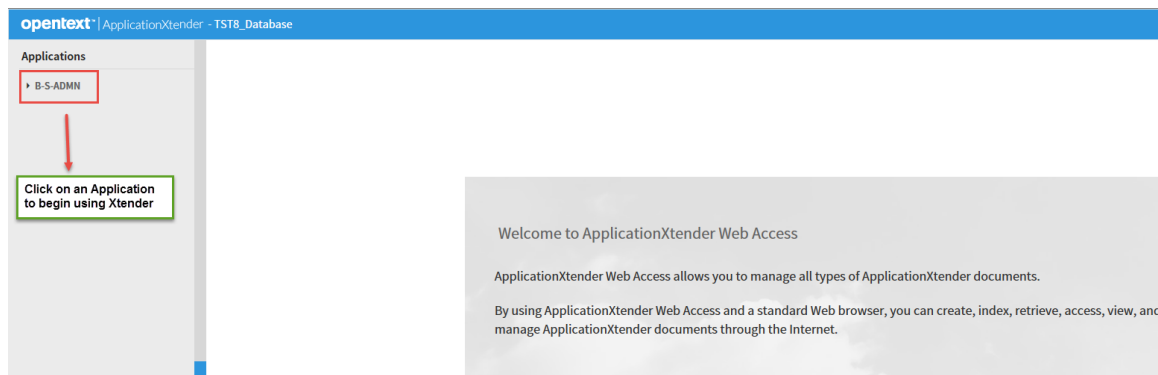 opentext™ | ApplicationXtender - TST8_Database
Applications
B-S-ADMN
Click on an Application
to begin using Xtender
Welcome to ApplicationXtender Web Access
ApplicationXtender Web Access allows you to manage all types of ApplicationXtender documents.
By using ApplicationXtender Web Access and a standard Web browser, you can create, index, retrieve, access, view, and
manage ApplicationXtender documents through the Internet.